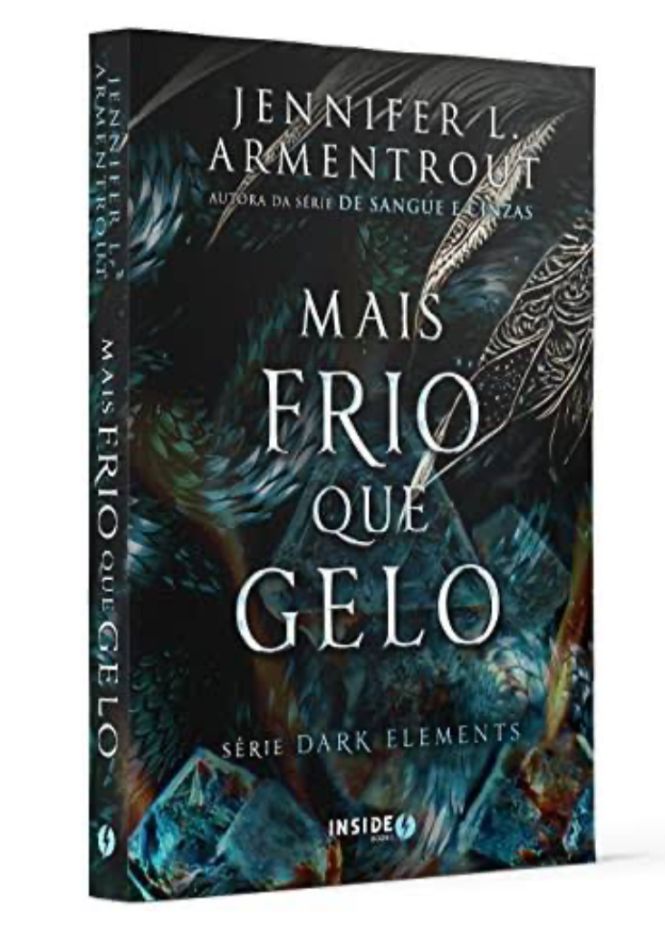 JENNIFER L.
ARMENTROUT
AUTORA DA SÉRIE DE SANGUE E CINZAS
MAIS
FRIO
QUE
GELO
SÉRIE DARK ELEMENTS
INSIDE
BOOKS
JENNIFER L.
ARMENTROUT
MAIS FRIO QUE GELO